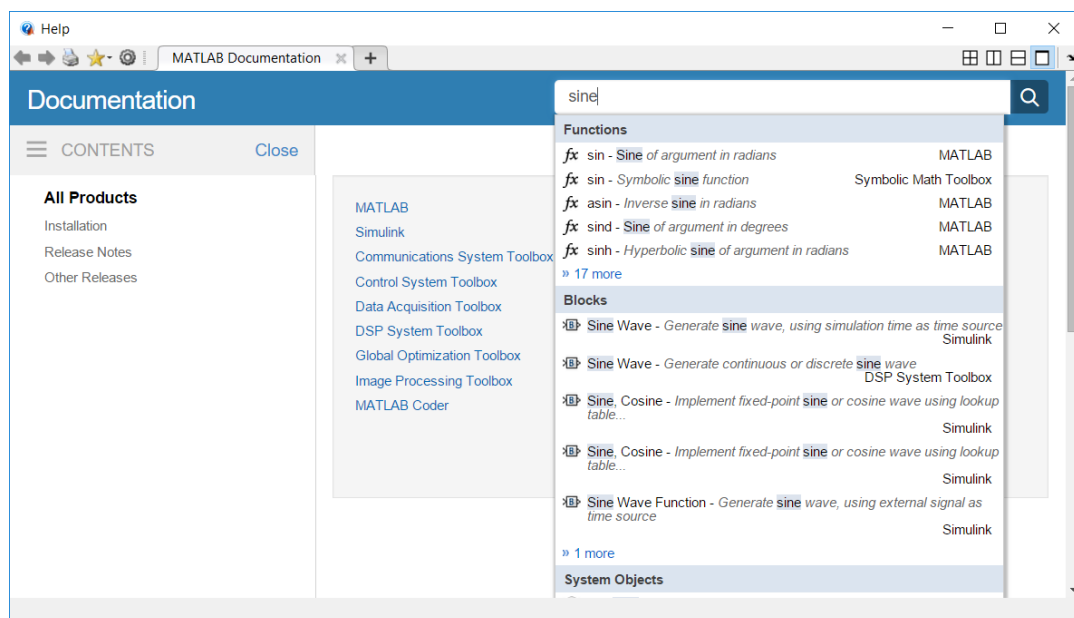 Help
MATLAB Documentation
Documentation
sine
CONTENTS
Close
All Products
Installation
Release Notes
Other Releases
MATLAB
Simulink
Communications System Toolbox
Control System Toolbox
Data Acquisition Toolbox
DSP System Toolbox
Global Optimization Toolbox
Image Processing Toolbox
MATLAB Coder
Functions
fx sin - Sine of argument in radians MATLAB
fx sin - Symbolic sine function Symbolic Math Toolbox
fx asin - Inverse sine in radians MATLAB
fx sind - Sine of argument in degrees MATLAB
fx sinh - Hyperbolic sine of argument in radians MATLAB
» 17 more
Blocks
B Sine Wave - Generate sine wave, using simulation time as time source
Simulink
B Sine Wave - Generate continuous or discrete sine wave
DSP System Toolbox
B Sine, Cosine - Implement fixed-point sine or cosine wave using lookup
table...
Simulink
B Sine, Cosine - Implement fixed-point sine or cosine wave using lookup
table...
Simulink
B Sine Wave Function - Generate sine wave, using external signal as
time source
Simulink
» 1 more
System Objects